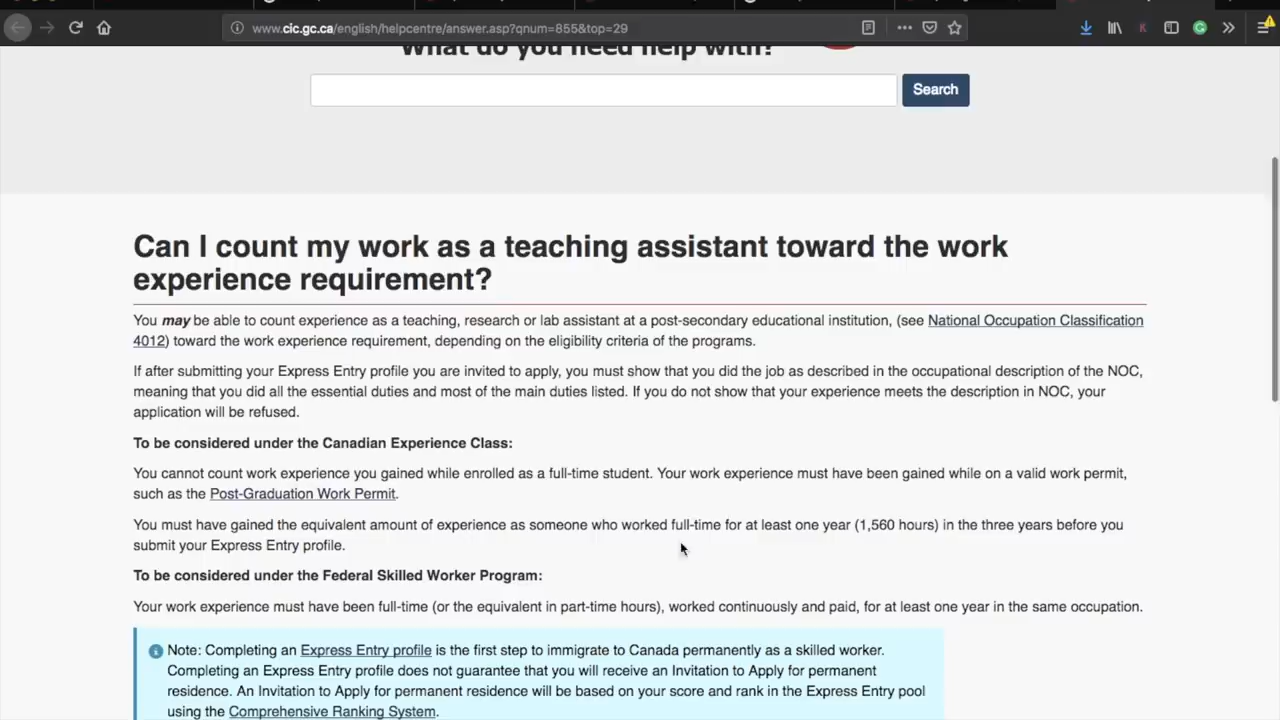 www.cic.gc.ca/english/helpcentre/answer.asp?qnum=855&top=29
What do you need help with?
Search
Can I count my work as a teaching assistant toward the work
experience requirement?
You may be able to count experience as a teaching, research or lab assistant at a post-secondary educational institution, (see National Occupation Classification
4012) toward the work experience requirement, depending on the eligibility criteria of the programs.
If after submitting your Express Entry profile you are invited to apply, you must show that you did the job as described in the occupational description of the NOC,
meaning that you did all the essential duties and most of the main duties listed. If you do not show that your experience meets the description in NOC, your
application will be refused.
To be considered under the Canadian Experience Class:
You cannot count work experience you gained while enrolled as a full-time student. Your work experience must have been gained while on a valid work permit,
such as the Post-Graduation Work Permit.
You must have gained the equivalent amount of experience as someone who worked full-time for at least one year (1,560 hours) in the three years before you
submit your Express Entry profile.
To be considered under the Federal Skilled Worker Program:
Your work experience must have been full-time (or the equivalent in part-time hours), worked continuously and paid, for at least one year in the same occupation.
Note: Completing an Express Entry profile is the first step to immigrate to Canada permanently as a skilled worker.
Completing an Express Entry profile does not guarantee that you will receive an Invitation to Apply for permanent
residence. An Invitation to Apply for permanent residence will be based on your score and rank in the Express Entry pool
using the Comprehensive Ranking System.